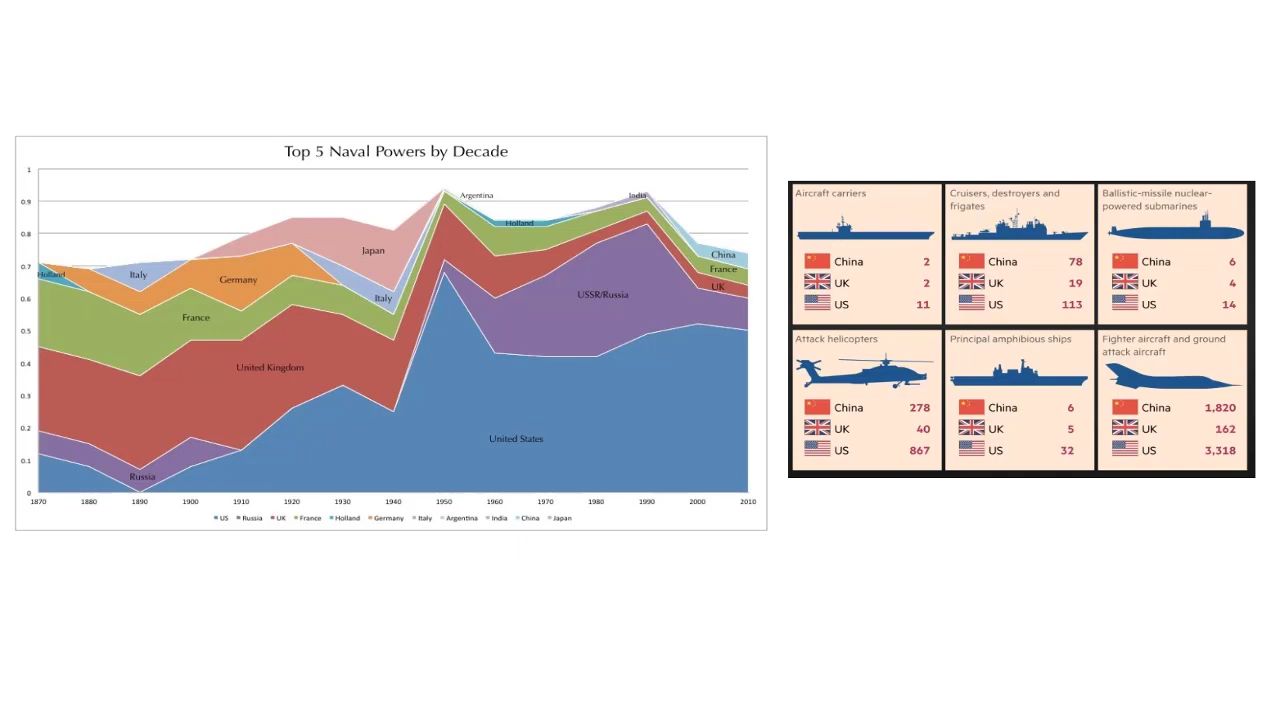 Top 5 Naval Powers by Decade
1
0.9
0.8
0.7
0.6
0.5
0.4
0.3
0.2
0.1
0
Argentina
India
Holland
Japan
China
Holland
Italy
Germany
France
Italy
USSR/Russia
UK
France
United Kingdom
United States
Russia
1870 1880 1890 1900 1910 1920 1930 1940 1950 1960 1970 1980 1990 2000 2010
US Russia UK France Holland Germany Italy Argentina India China Japan
Aircraft carriers
China 2
UK 2
US 11
Cruisers, destroyers and
frigates
China 78
UK 19
US 113
Ballistic-missile nuclear-
powered submarines
China 6
UK 4
US 14
Attack helicopters
China 278
UK 40
US 867
Principal amphibious ships
China 6
UK 5
US 32
Fighter aircraft and ground
attack aircraft
China 1,820
UK 162
US 3,318